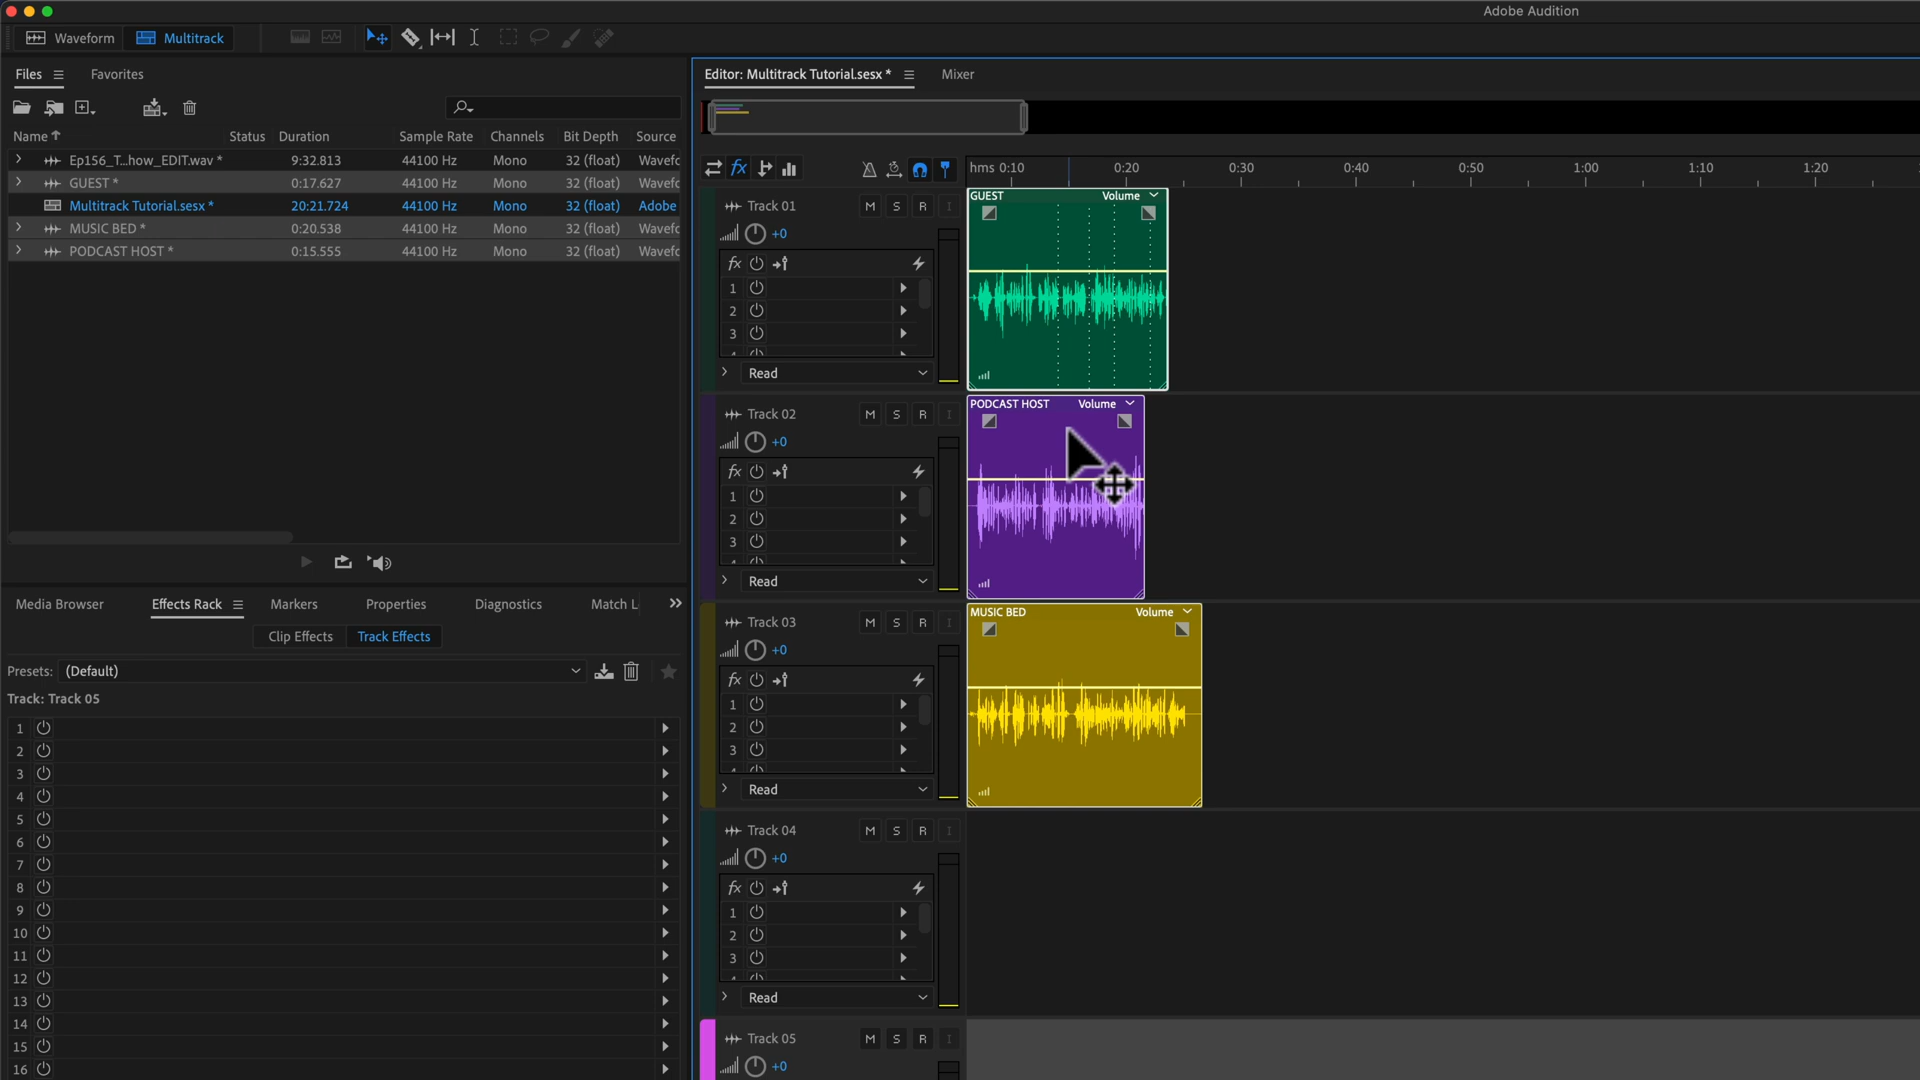 Adobe Audition
Waveform Multitrack
Files Favorites
Name Status Duration Sample Rate Channels Bit Depth Source
Ep156_T...how_EDIT.wav * 9:32.813 44100 Hz Mono 32 (float) Wavefc
GUEST * 0:17.627 44100 Hz Mono 32 (float) Wavefc
Multitrack Tutorial.sesx * 20:21.724 44100 Hz Mono 32 (float) Adobe
MUSIC BED * 0:20.538 44100 Hz Mono 32 (float) Wavefc
PODCAST HOST * 0:15.555 44100 Hz Mono 32 (float) Wavefc
Media Browser Effects Rack Markers Properties Diagnostics Match L
Clip Effects Track Effects
Presets: (Default)
Track: Track 05
1
2
3
4
5
6
7
8
9
10
11
12
13
14
15
16
Editor: Multitrack Tutorial.sesx * Mixer
fx hms 0:10 0:20 0:30 0:40 0:50 1:00 1:10 1:20
Track 01 M S R I
+0
fx
1
2
3
Read
GUEST Volume
Track 02 M S R I
+0
fx
1
2
3
Read
PODCAST HOST Volume
Track 03 M S R I
+0
fx
1
2
3
Read
MUSIC BED Volume
Track 04 M S R I
+0
fx
1
2
3
Read
Track 05 M S R I
+0